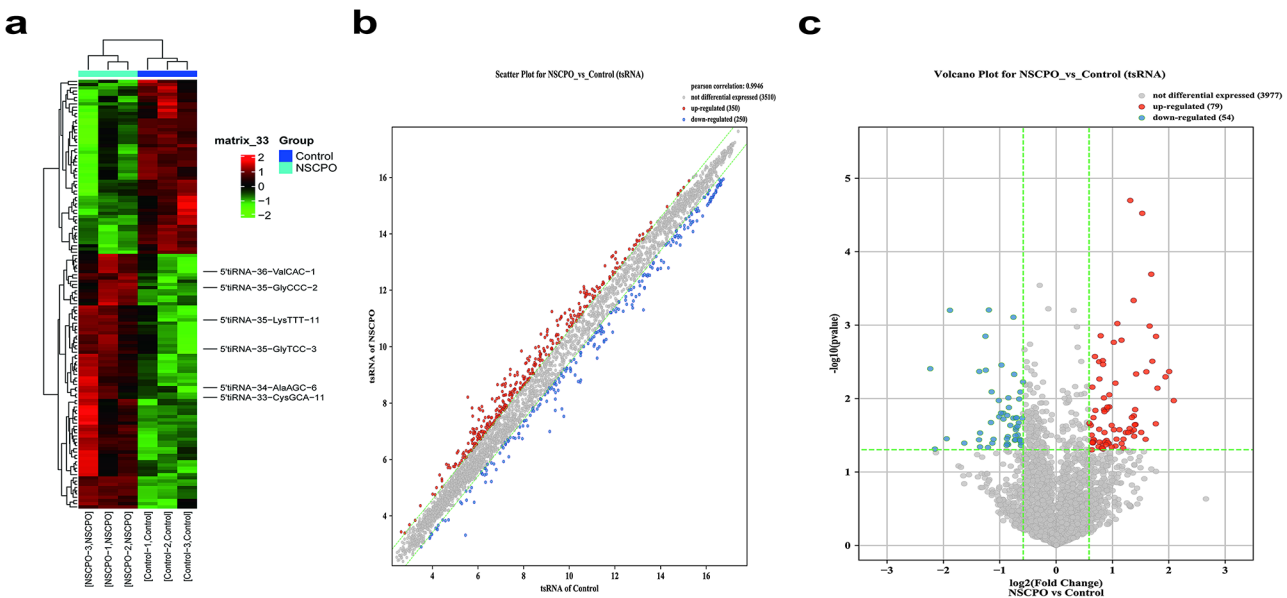 a
matrix_33
2
1
0
−1
−2
Group
Control
NSCPO
5'tiRNA−36−ValCAC−1
5'tiRNA−35−GlyCCC−2
5'tiRNA−35−LysTTT−11
5'tiRNA−35−GlyTCC−3
5'tiRNA−34−AlaAGC−6
5'tiRNA−33−CysGCA−11
[NSCPO−3,NSCPO]
[NSCPO−1,NSCPO]
[NSCPO−2,NSCPO]
[Control−1,Control]
[Control−2,Control]
[Control−3,Control]
b
Scatter Plot for NSCPO_vs_Control (tsRNA)
pearson correlation: 0.9946
not differential expressed (3510)
up-regulated (350)
down-regulated (250)
tsRNA of NSCPO
16
14
12
10
8
6
4
4 6 8 10 12 14 16
tsRNA of Control
c
Volcano Plot for NSCPO_vs_Control (tsRNA)
not differential expressed (3977)
up-regulated (79)
down-regulated (54)
-log10(pvalue)
5
4
3
2
1
0
−3 −2 −1 0 1 2 3
log2(Fold Change)
NSCPO vs Control